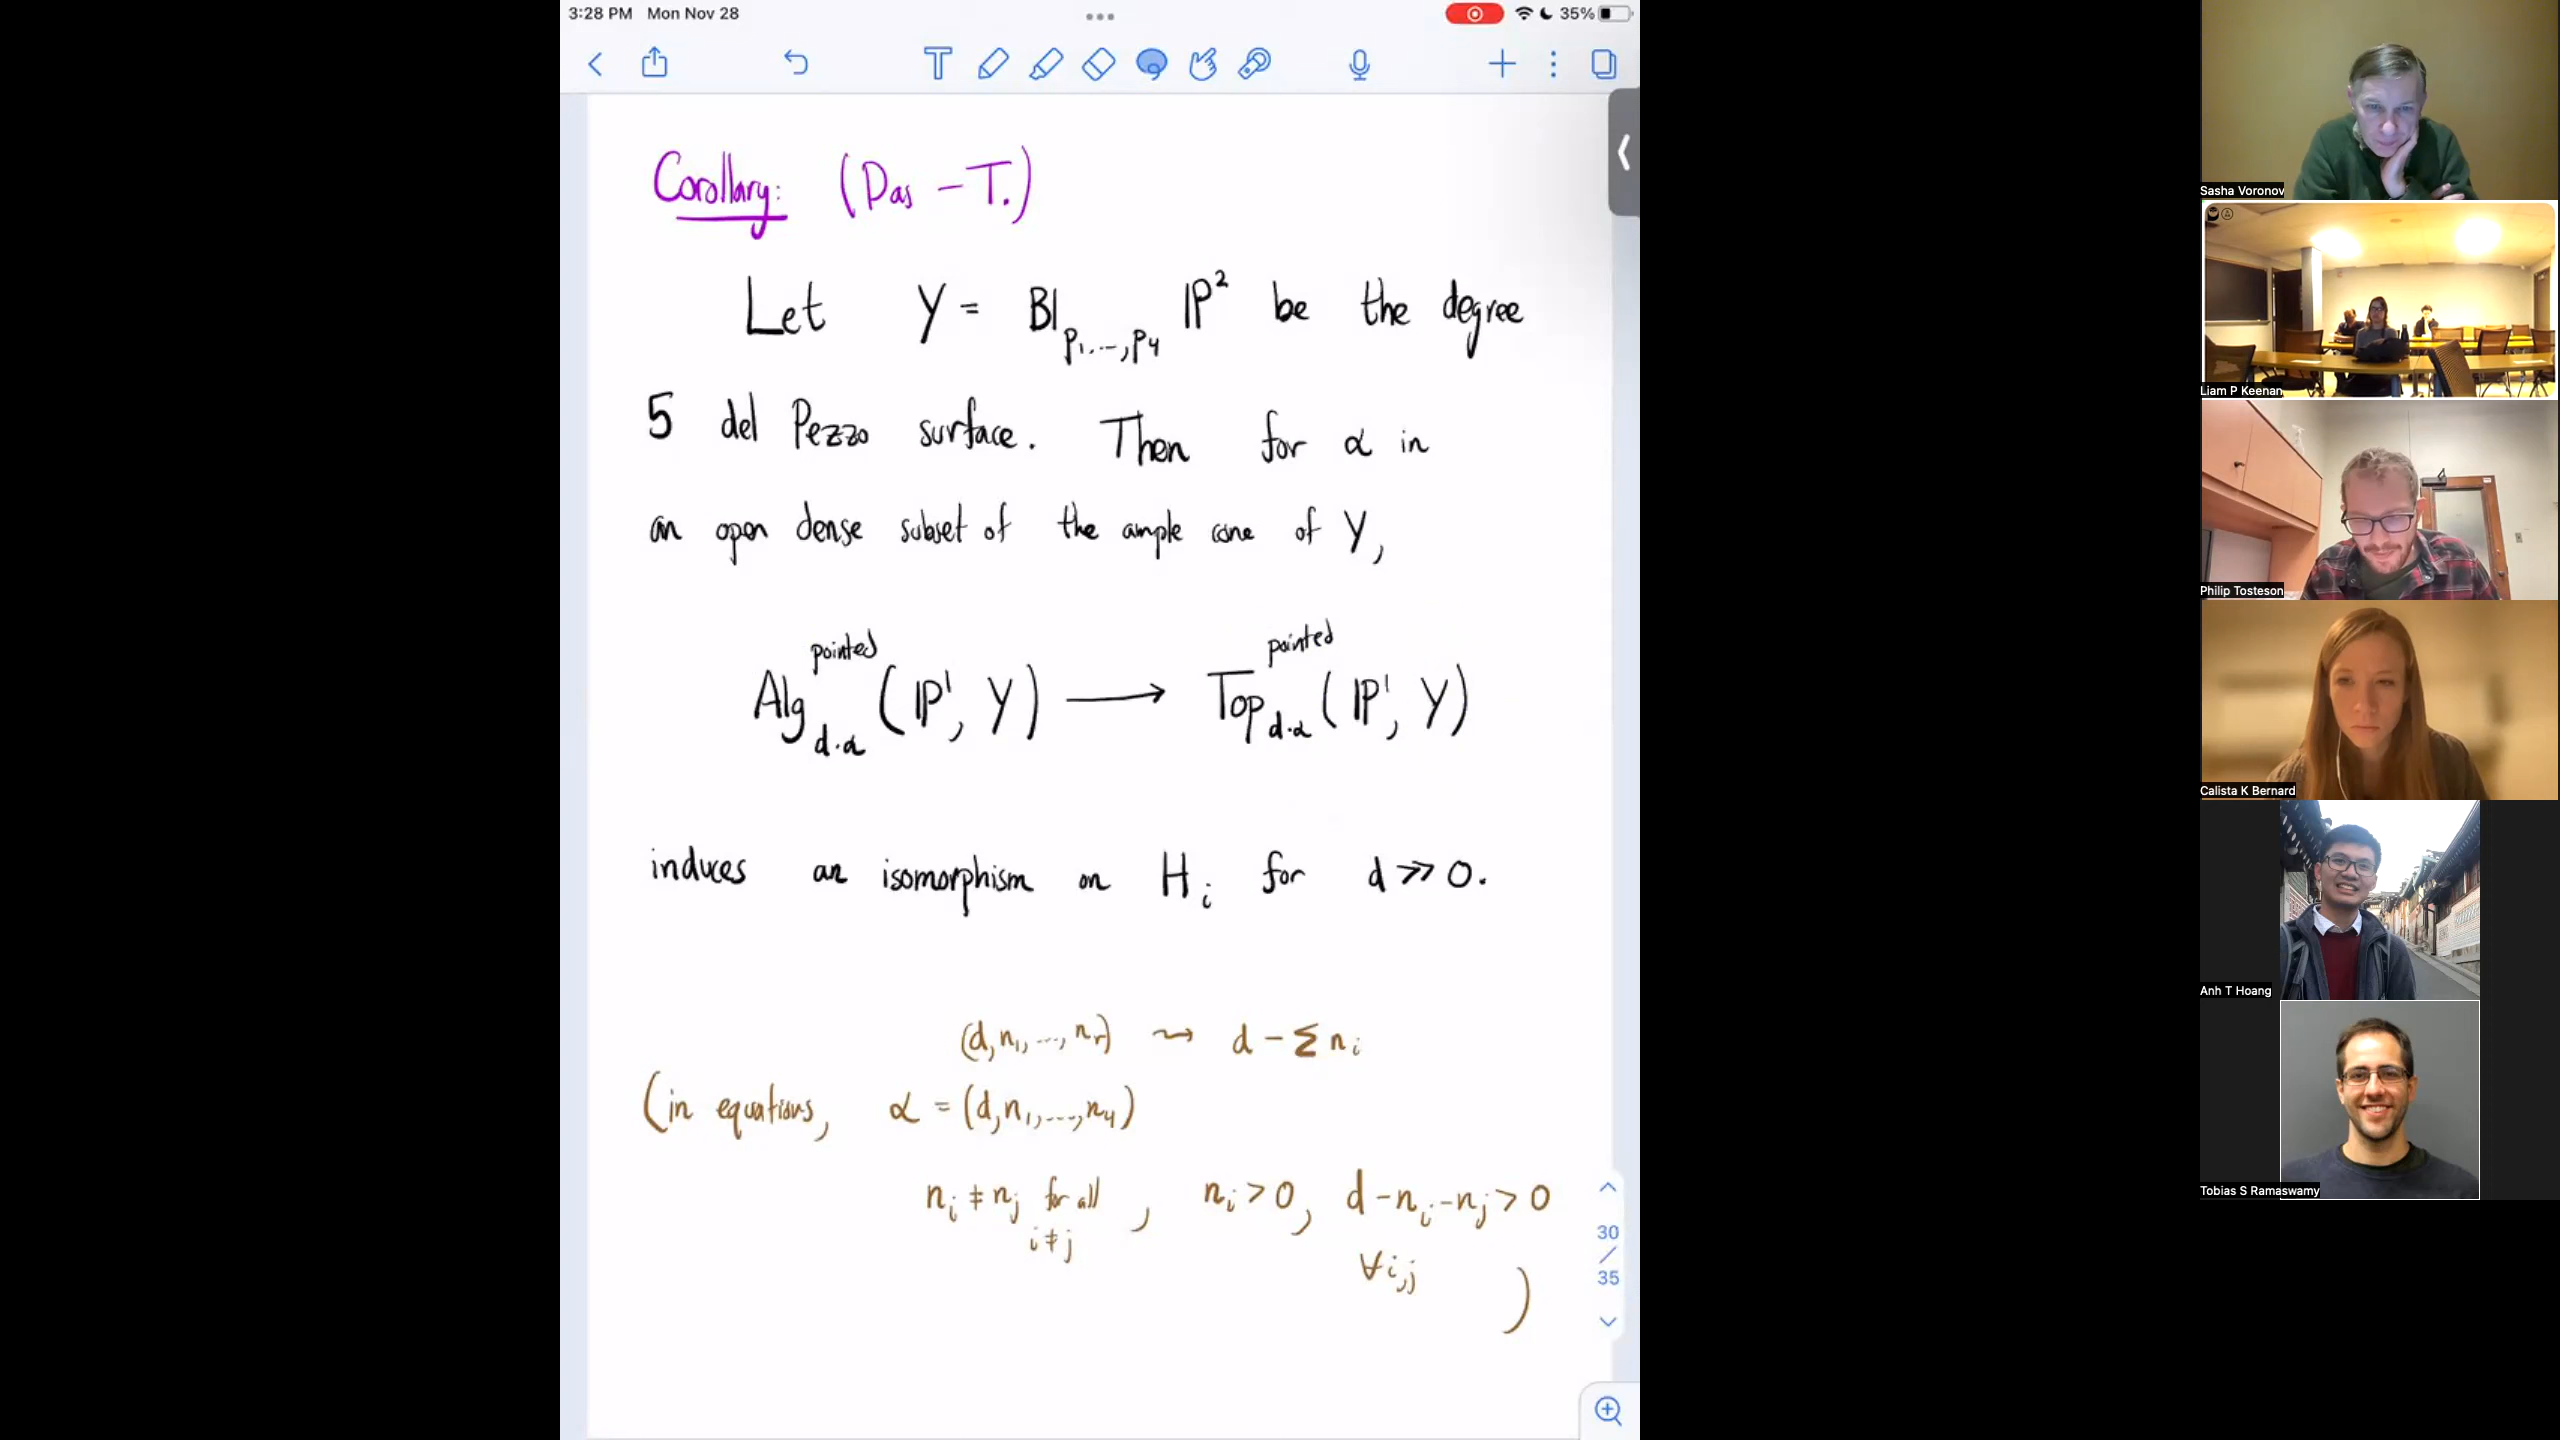 3:28 PM Mon Nov 28
35%
Corollary: (Das – T.)
Let Y = Bl_{p_1,...,p_4} ℙ² be the degree
5 del Pezzo surface. Then for α in
an open dense subset of the ample cone of Y,
Alg^{pointed}_{d·α} (ℙ¹, Y) ⟶ Top^{pointed}_{d·α} (ℙ¹, Y)
induces an isomorphism on H_i for d ≫ 0.
(d, n_1, ..., n_r) ⇝ d – Σ n_i
(in equations, α = (d, n_1, ..., n_4)
n_i ≠ n_j for all i ≠ j, n_i > 0, d – n_i – n_j > 0
∀ i,j )
30
/
35
Sasha Voronov
Liam P Keenan
Philip Tosteson
Calista K Bernard
Anh T Hoang
Tobias S Ramaswamy